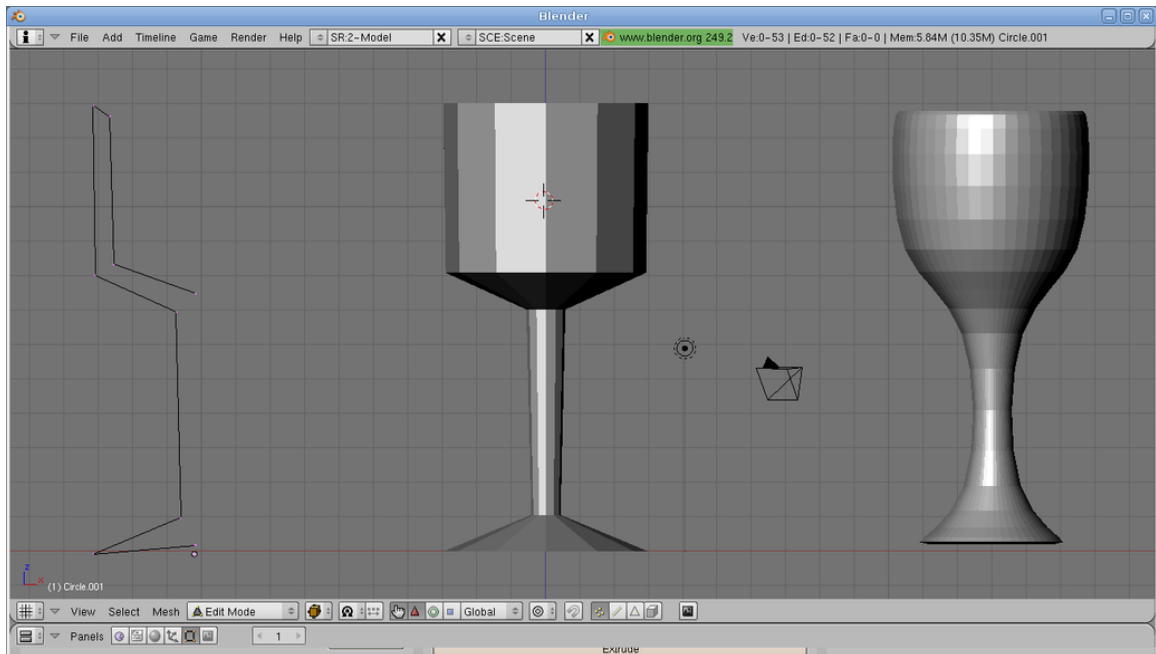 Blender
File Add Timeline Game Render Help SR:2-Model SCE:Scene www.blender.org 249.2 Ve:0-53 | Ed:0-52 | Fa:0-0 | Mem:5.84M (10.35M) Circle.001
z
x
(1) Circle.001
View Select Mesh Edit Mode Global
Panels 1
Extrude